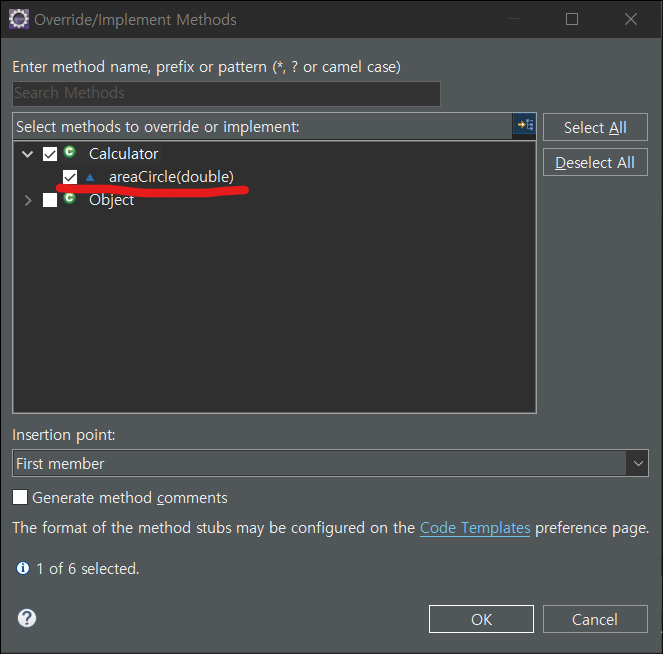 Override/Implement Methods
Enter method name, prefix or pattern (*, ? or camel case)
Search Methods
Select methods to override or implement:
Select All
Calculator
Deselect All
areaCircle(double)
Object
Insertion point:
First member
Generate method comments
The format of the method stubs may be configured on the Code Templates preference page.
1 of 6 selected.
OK
Cancel